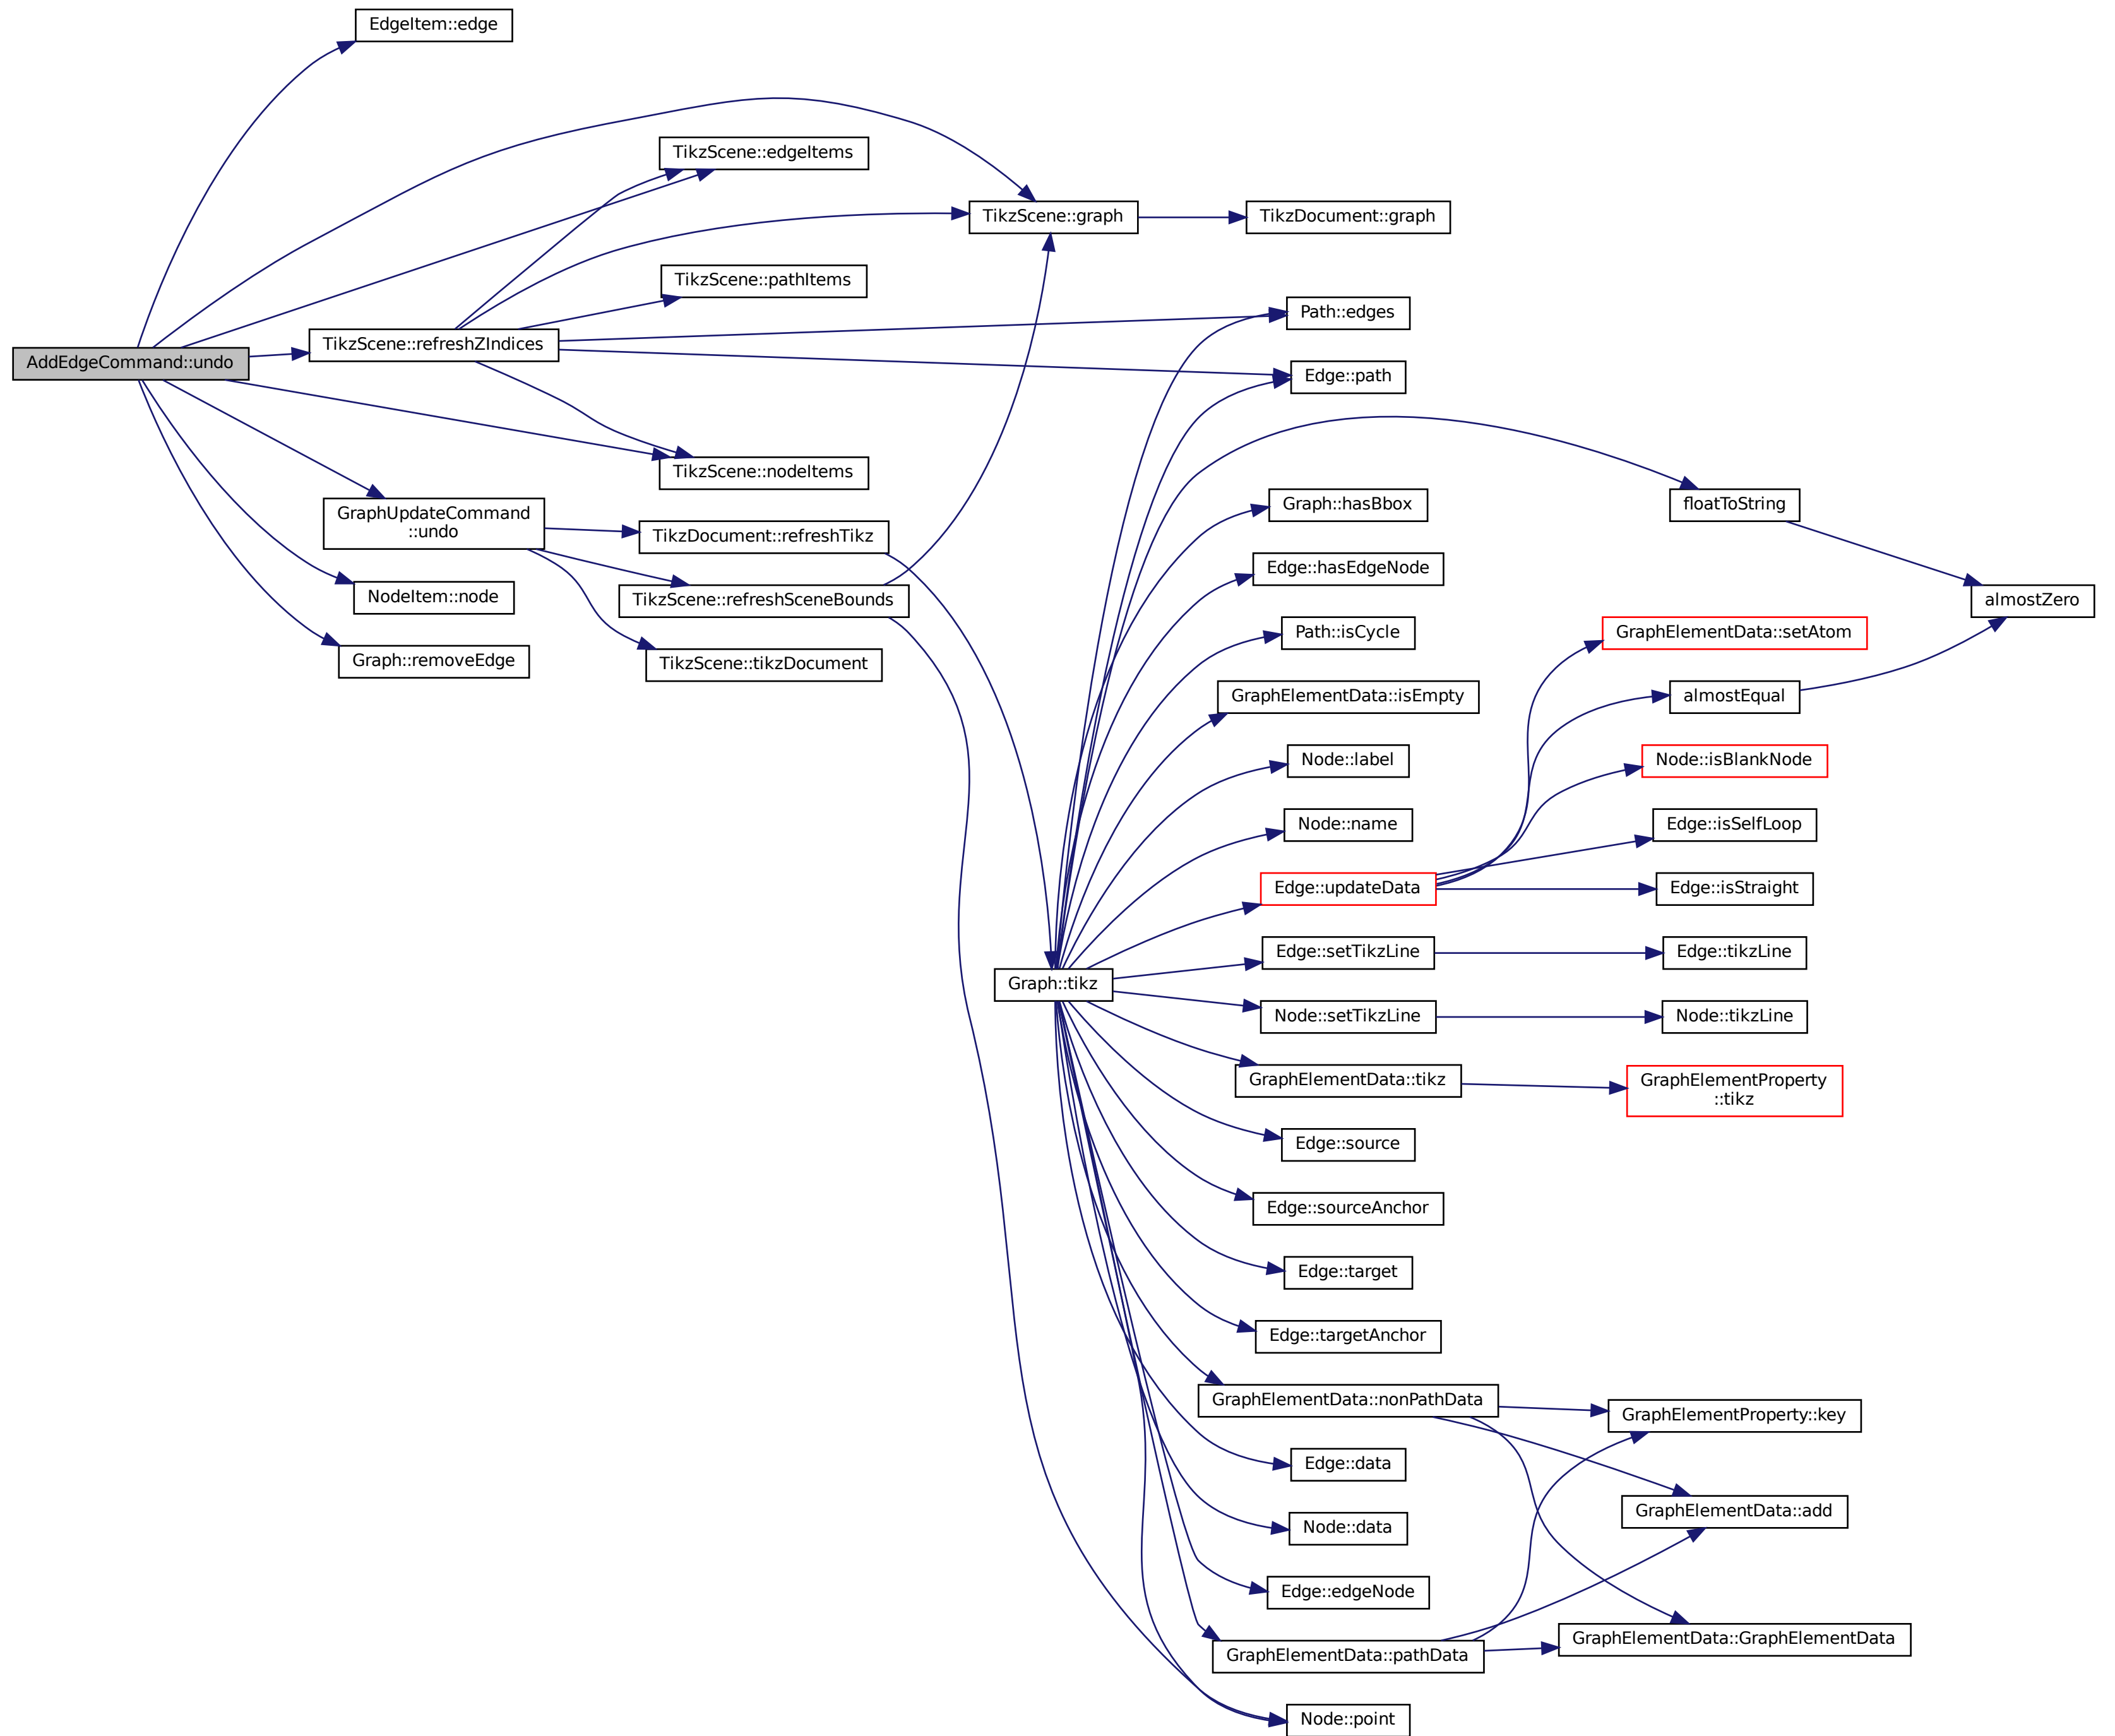 EdgeItem::edge
TikzScene::edgeItems
TikzScene::graph
TikzDocument::graph
TikzScene::pathItems
Path::edges
TikzScene::refreshZIndices
AddEdgeCommand::undo
Edge::path
TikzScene::nodeItems
Graph::hasBbox
floatToString
GraphUpdateCommand
::undo
TikzDocument::refreshTikz
Edge::hasEdgeNode
NodeItem::node
TikzScene::refreshSceneBounds
almostZero
Path::isCycle
GraphElementData::setAtom
Graph::removeEdge
TikzScene::tikzDocument
GraphElementData::isEmpty
almostEqual
Node::label
Node::isBlankNode
Node::name
Edge::isSelfLoop
Edge::updateData
Edge::isStraight
Edge::setTikzLine
Edge::tikzLine
Graph::tikz
Node::setTikzLine
Node::tikzLine
GraphElementData::tikz
GraphElementProperty
::tikz
Edge::source
Edge::sourceAnchor
Edge::target
Edge::targetAnchor
GraphElementData::nonPathData
GraphElementProperty::key
Edge::data
GraphElementData::add
Node::data
Edge::edgeNode
GraphElementData::GraphElementData
GraphElementData::pathData
Node::point